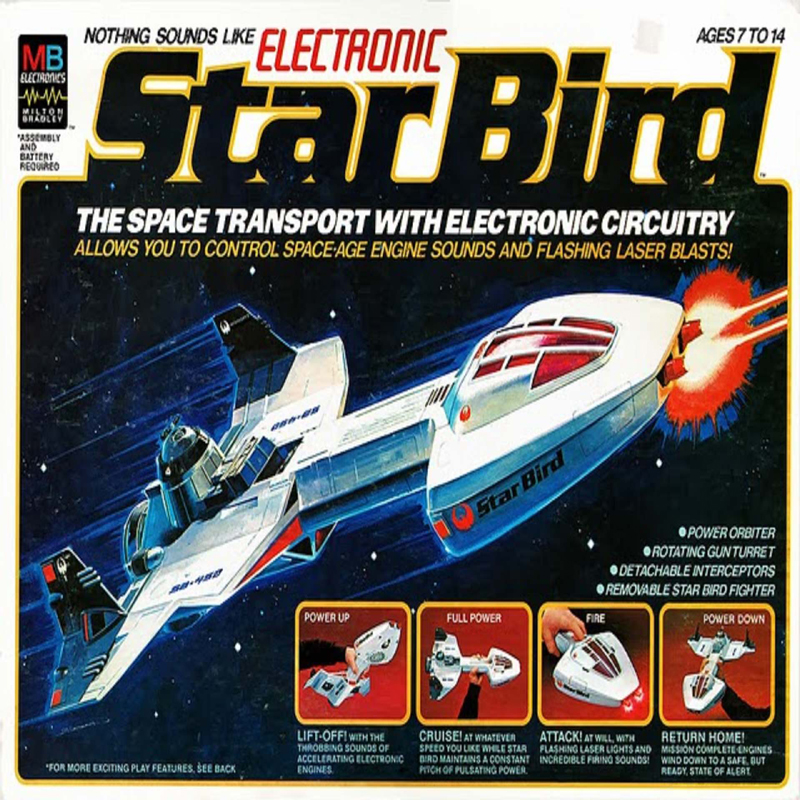 NOTHING SOUNDS LIKE ELECTRONIC
AGES 7 TO 14
MB
ELECTRONICS
MILTON
BRADLEY
™
*ASSEMBLY
AND
BATTERY
REQUIRED
Star Bird
™
THE SPACE TRANSPORT WITH ELECTRONIC CIRCUITRY
ALLOWS YOU TO CONTROL SPACE-AGE ENGINE SOUNDS AND FLASHING LASER BLASTS!
Star Bird
SB-450
• POWER ORBITER
• ROTATING GUN TURRET
• DETACHABLE INTERCEPTORS
• REMOVABLE STAR BIRD FIGHTER
POWER UP
LIFT-OFF! WITH THE
THROBBING SOUNDS OF
ACCELERATING ELECTRONIC
ENGINES.
FULL POWER
CRUISE! AT WHATEVER
SPEED YOU LIKE WHILE STAR
BIRD MAINTAINS A CONSTANT
PITCH OF PULSATING POWER.
FIRE
Star Bird
ATTACK! AT WILL, WITH
FLASHING LASER LIGHTS AND
INCREDIBLE FIRING SOUNDS!
POWER DOWN
RETURN HOME!
MISSION COMPLETE-ENGINES
WIND DOWN TO A SAFE, BUT
READY, STATE OF ALERT.
*FOR MORE EXCITING PLAY FEATURES, SEE BACK